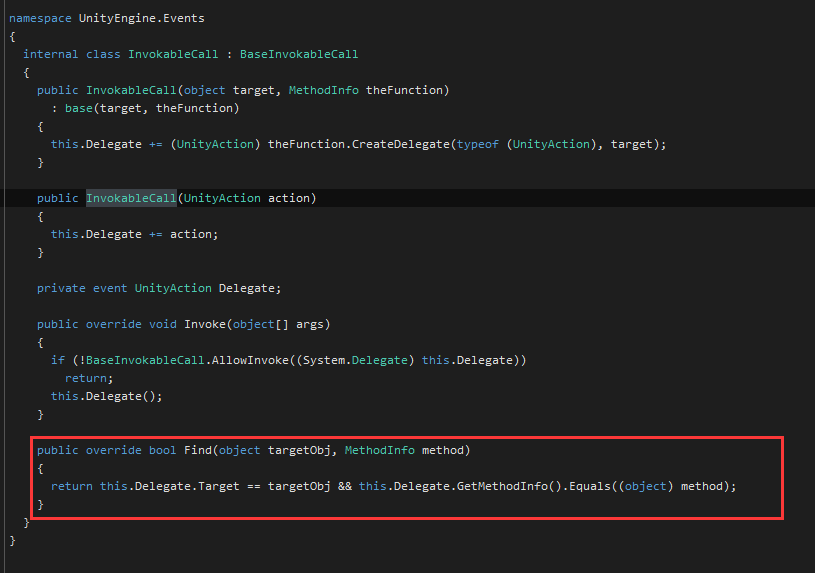 namespace UnityEngine.Events
{
  internal class InvokableCall : BaseInvokableCall
  {
    public InvokableCall(object target, MethodInfo theFunction)
      : base(target, theFunction)
    {
      this.Delegate += (UnityAction) theFunction.CreateDelegate(typeof (UnityAction), target);
    }

    public InvokableCall(UnityAction action)
    {
      this.Delegate += action;
    }

    private event UnityAction Delegate;

    public override void Invoke(object[] args)
    {
      if (!BaseInvokableCall.AllowInvoke((System.Delegate) this.Delegate))
        return;
      this.Delegate();
    }

    public override bool Find(object targetObj, MethodInfo method)
    {
      return this.Delegate.Target == targetObj && this.Delegate.GetMethodInfo().Equals((object) method);
    }
  }
}